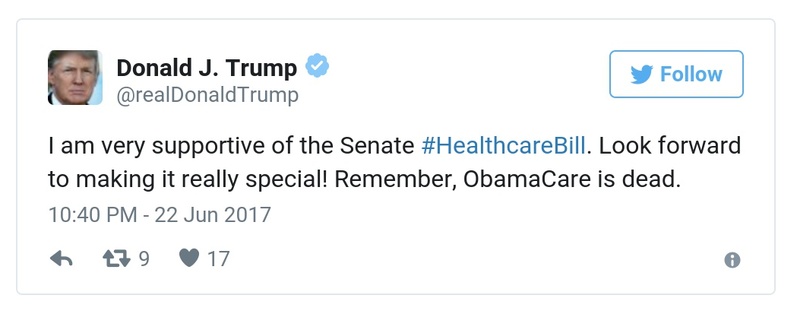 Donald J. Trump
@realDonaldTrump
Follow
I am very supportive of the Senate #HealthcareBill. Look forward
to making it really special! Remember, ObamaCare is dead.
10:40 PM - 22 Jun 2017
9 17